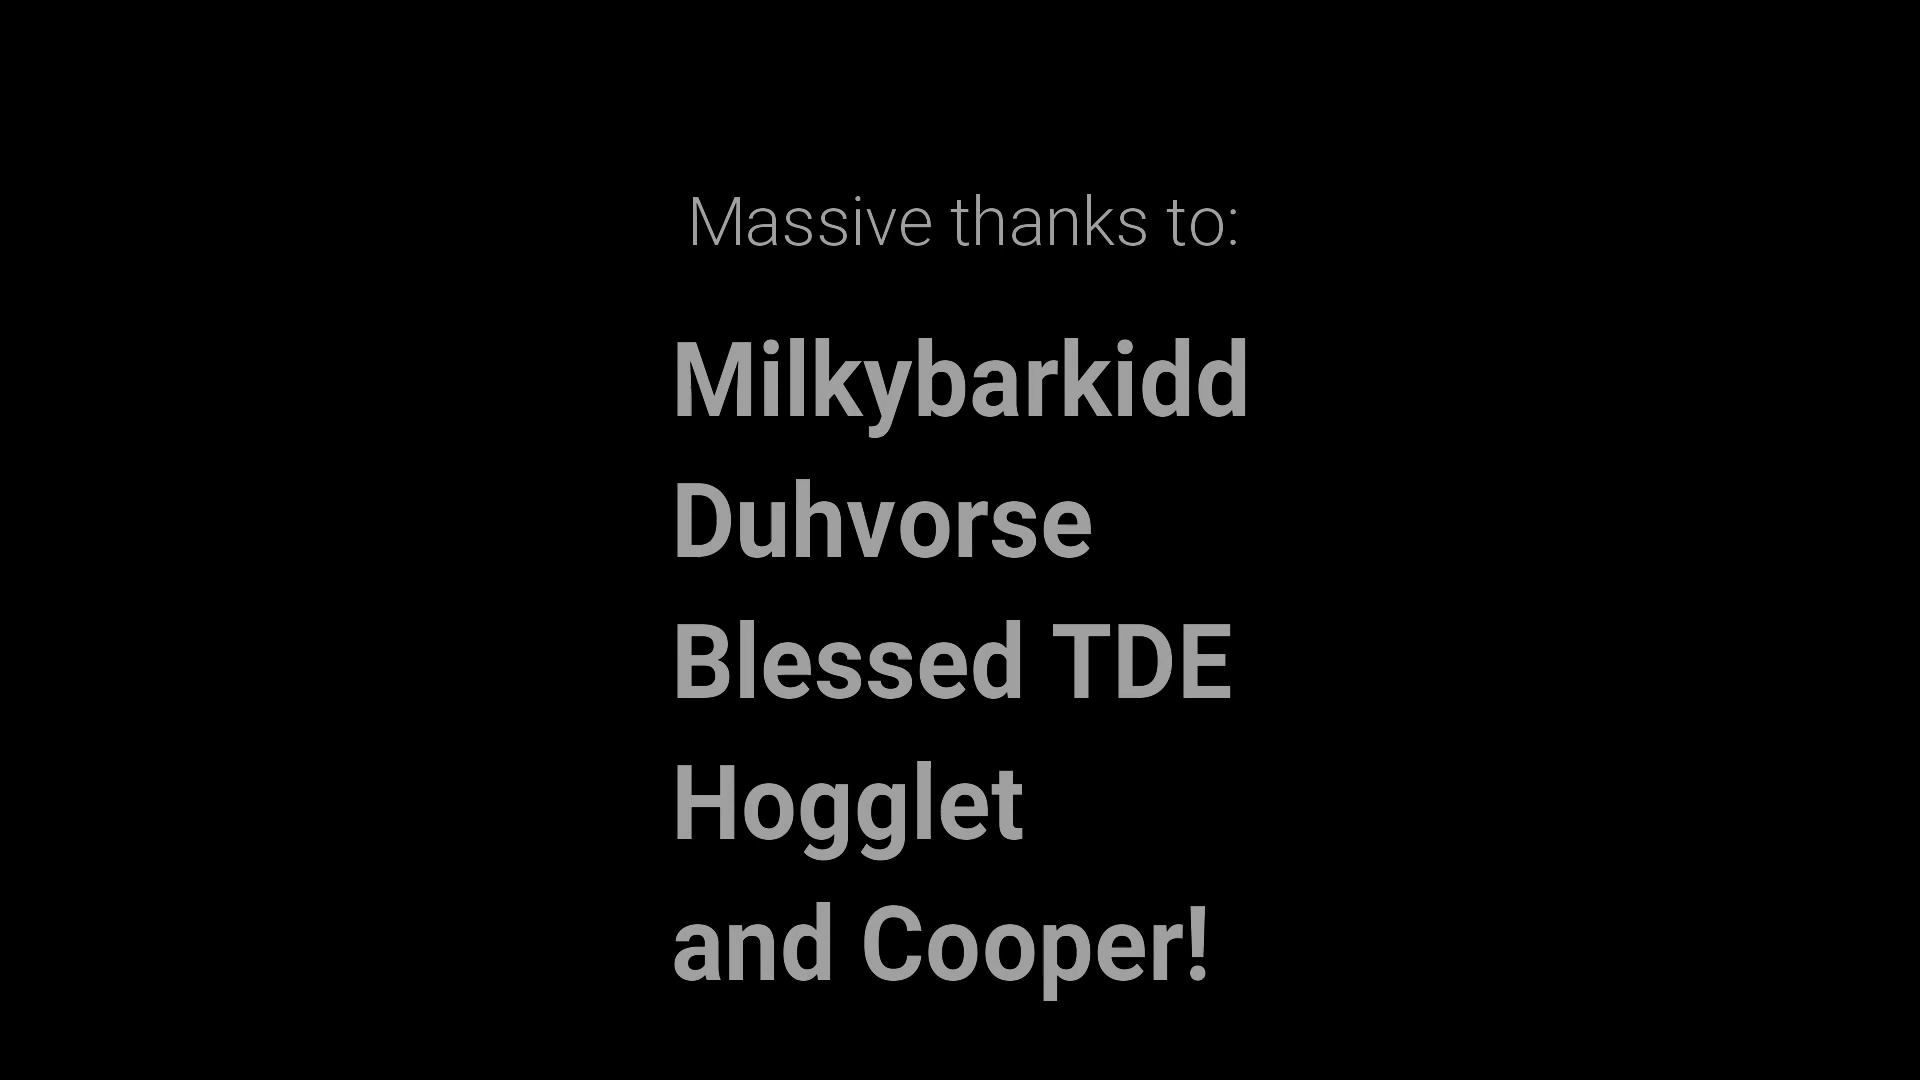 Massive thanks to:
Milkybarkidd
Duhvorse
Blessed TDE
Hogglet
and Cooper!